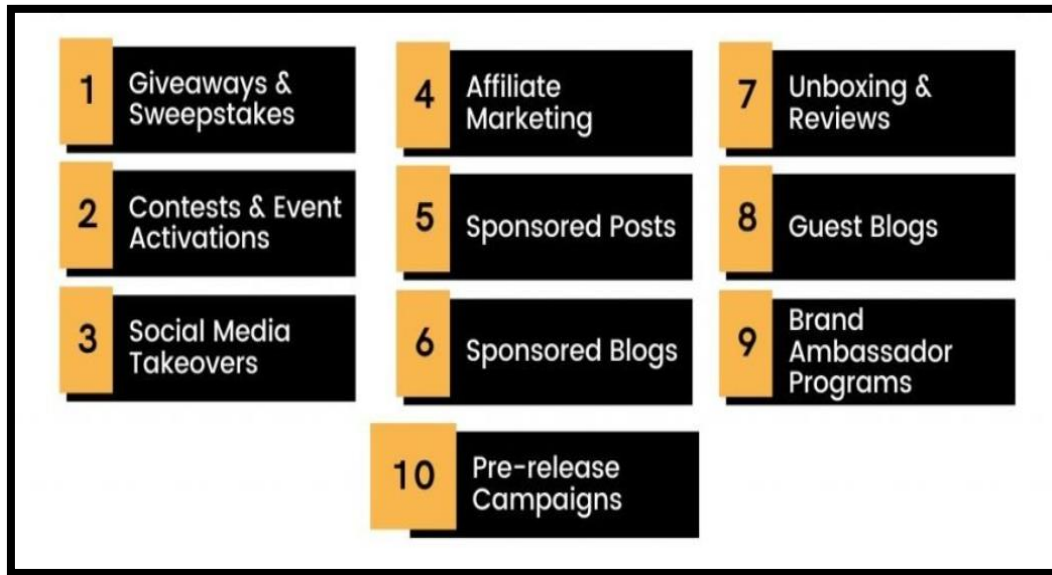 1
Giveaways &
Sweepstakes
2
Contests & Event
Activations
3
Social Media
Takeovers
4
Affiliate
Marketing
5
Sponsored Posts
6
Sponsored Blogs
7
Unboxing &
Reviews
8
Guest Blogs
9
Brand
Ambassador
Programs
10
Pre-release
Campaigns